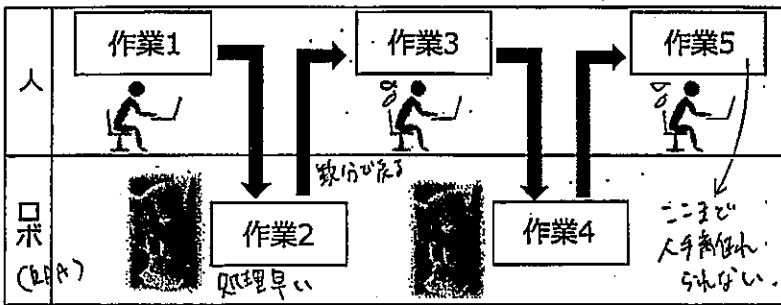 作業1
作業3
作業5
人
数分で戻る
ロボ
(RPA)
作業2
処理早い
作業4
ここまで
人手離れ
られない。